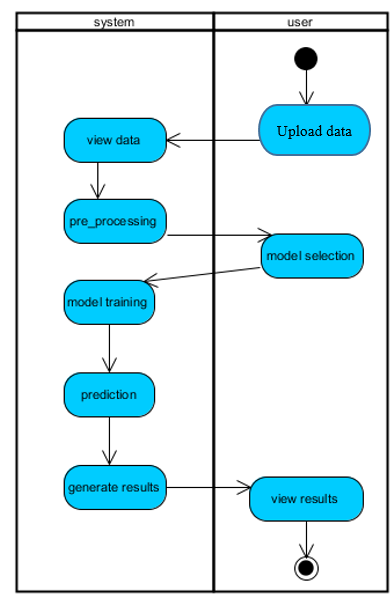 system
user
Upload data
view data
pre_processing
model selection
model training
prediction
generate results
view results